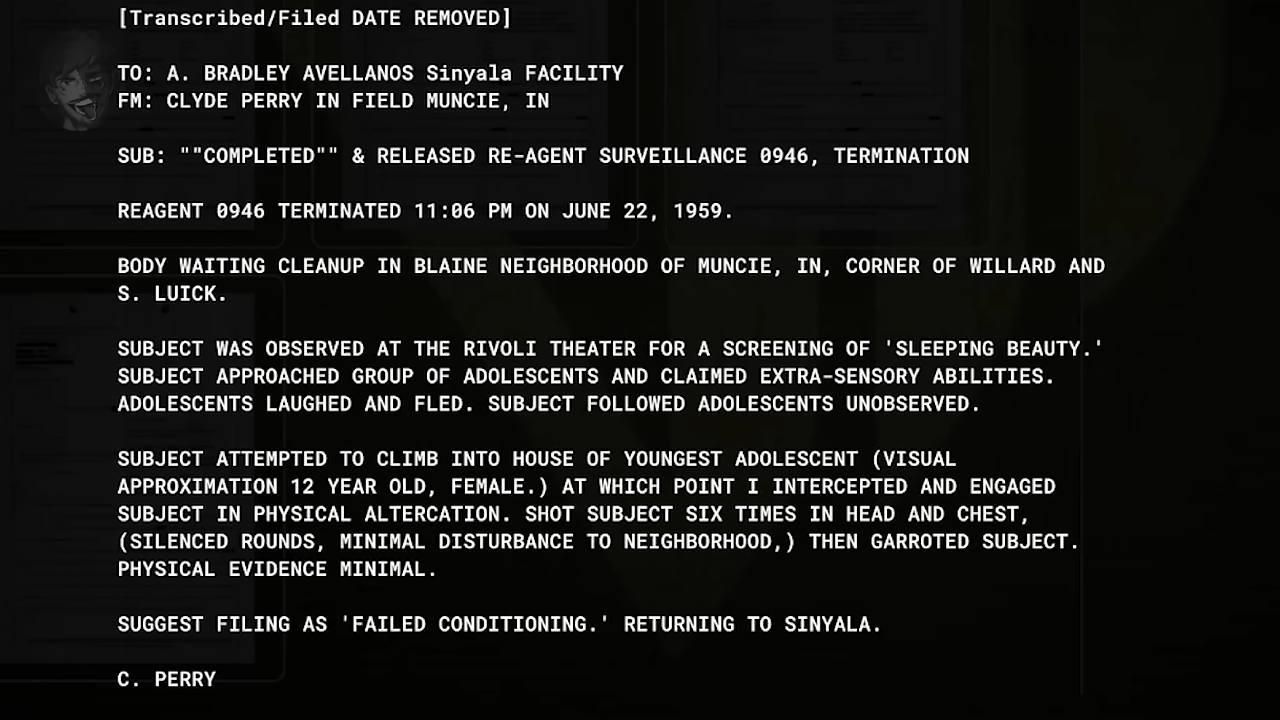 [Transcribed/Filed DATE REMOVED]
TO: A. BRADLEY AVELLANOS Sinyala FACILITY
FM: CLYDE PERRY IN FIELD MUNCIE, IN
SUB: ""COMPLETED"" & RELEASED RE-AGENT SURVEILLANCE 0946, TERMINATION
REAGENT 0946 TERMINATED 11:06 PM ON JUNE 22, 1959.
BODY WAITING CLEANUP IN BLAINE NEIGHBORHOOD OF MUNCIE, IN, CORNER OF WILLARD AND
S. LUICK.
SUBJECT WAS OBSERVED AT THE RIVOLI THEATER FOR A SCREENING OF 'SLEEPING BEAUTY.'
SUBJECT APPROACHED GROUP OF ADOLESCENTS AND CLAIMED EXTRA-SENSORY ABILITIES.
ADOLESCENTS LAUGHED AND FLED. SUBJECT FOLLOWED ADOLESCENTS UNOBSERVED.
SUBJECT ATTEMPTED TO CLIMB INTO HOUSE OF YOUNGEST ADOLESCENT (VISUAL
APPROXIMATION 12 YEAR OLD, FEMALE.) AT WHICH POINT I INTERCEPTED AND ENGAGED
SUBJECT IN PHYSICAL ALTERCATION. SHOT SUBJECT SIX TIMES IN HEAD AND CHEST,
(SILENCED ROUNDS, MINIMAL DISTURBANCE TO NEIGHBORHOOD,) THEN GARROTED SUBJECT.
PHYSICAL EVIDENCE MINIMAL.
SUGGEST FILING AS 'FAILED CONDITIONING.' RETURNING TO SINYALA.
C. PERRY